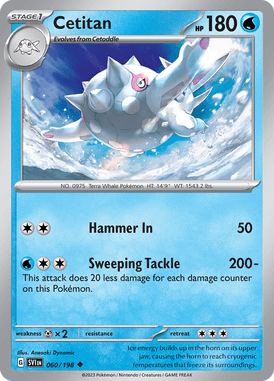 STAGE 1
Cetitan
HP 180
Evolves from Cetoddle
NO. 0975 Terra Whale Pokémon HT: 14'9" WT: 1543.2 lbs.
Hammer In 50
Sweeping Tackle 200-
This attack does 20 less damage for each damage counter
on this Pokémon.
weakness ×2 resistance retreat
Illus. Anesaki Dynamic
G SVI EN 060/198
Ice energy builds up in the horn on its upper
jaw, causing the horn to reach cryogenic
temperatures that freeze its surroundings.
©2023 Pokémon / Nintendo / Creatures / GAME FREAK